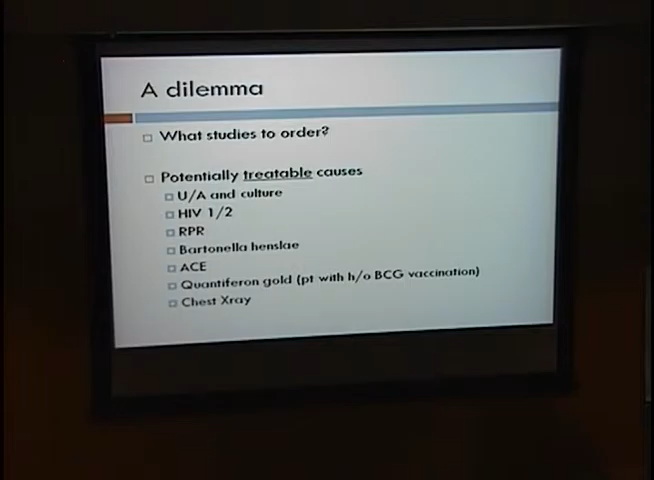 A dilemma
What studies to order?
Potentially treatable causes
U/A and culture
HIV 1/2
RPR
Bartonella henslae
ACE
Quantiferon gold (pt with h/o BCG vaccination)
Chest Xray